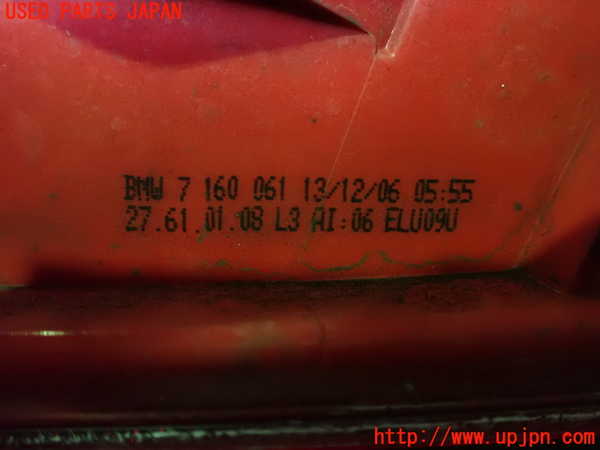 USED PARTS JAPAN
BMW 7 160 061 13/12/06 05:55
27.61.01.08 L3 AI:06 ELU09U
http://www.upjpn.com/